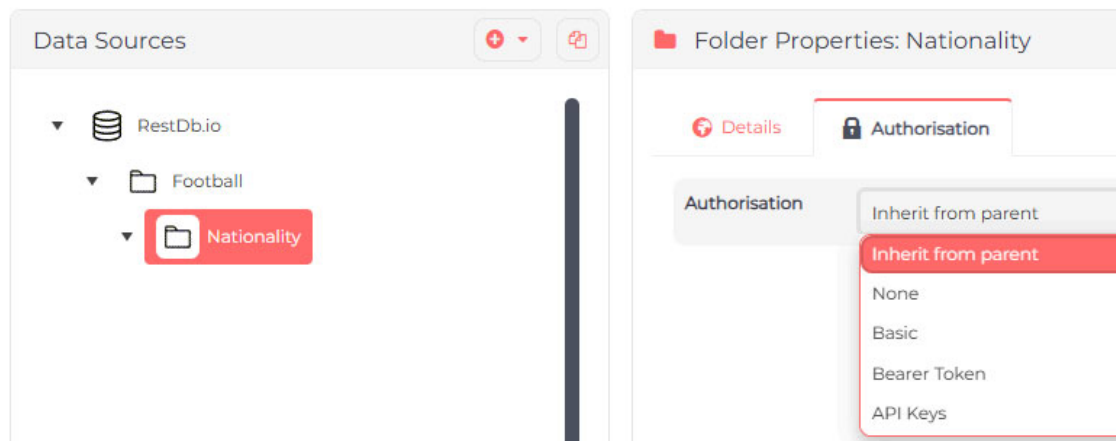 Data Sources
RestDb.io
Football
Nationality
Folder Properties: Nationality
Details
Authorisation
Authorisation
Inherit from parent
Inherit from parent
None
Basic
Bearer Token
API Keys